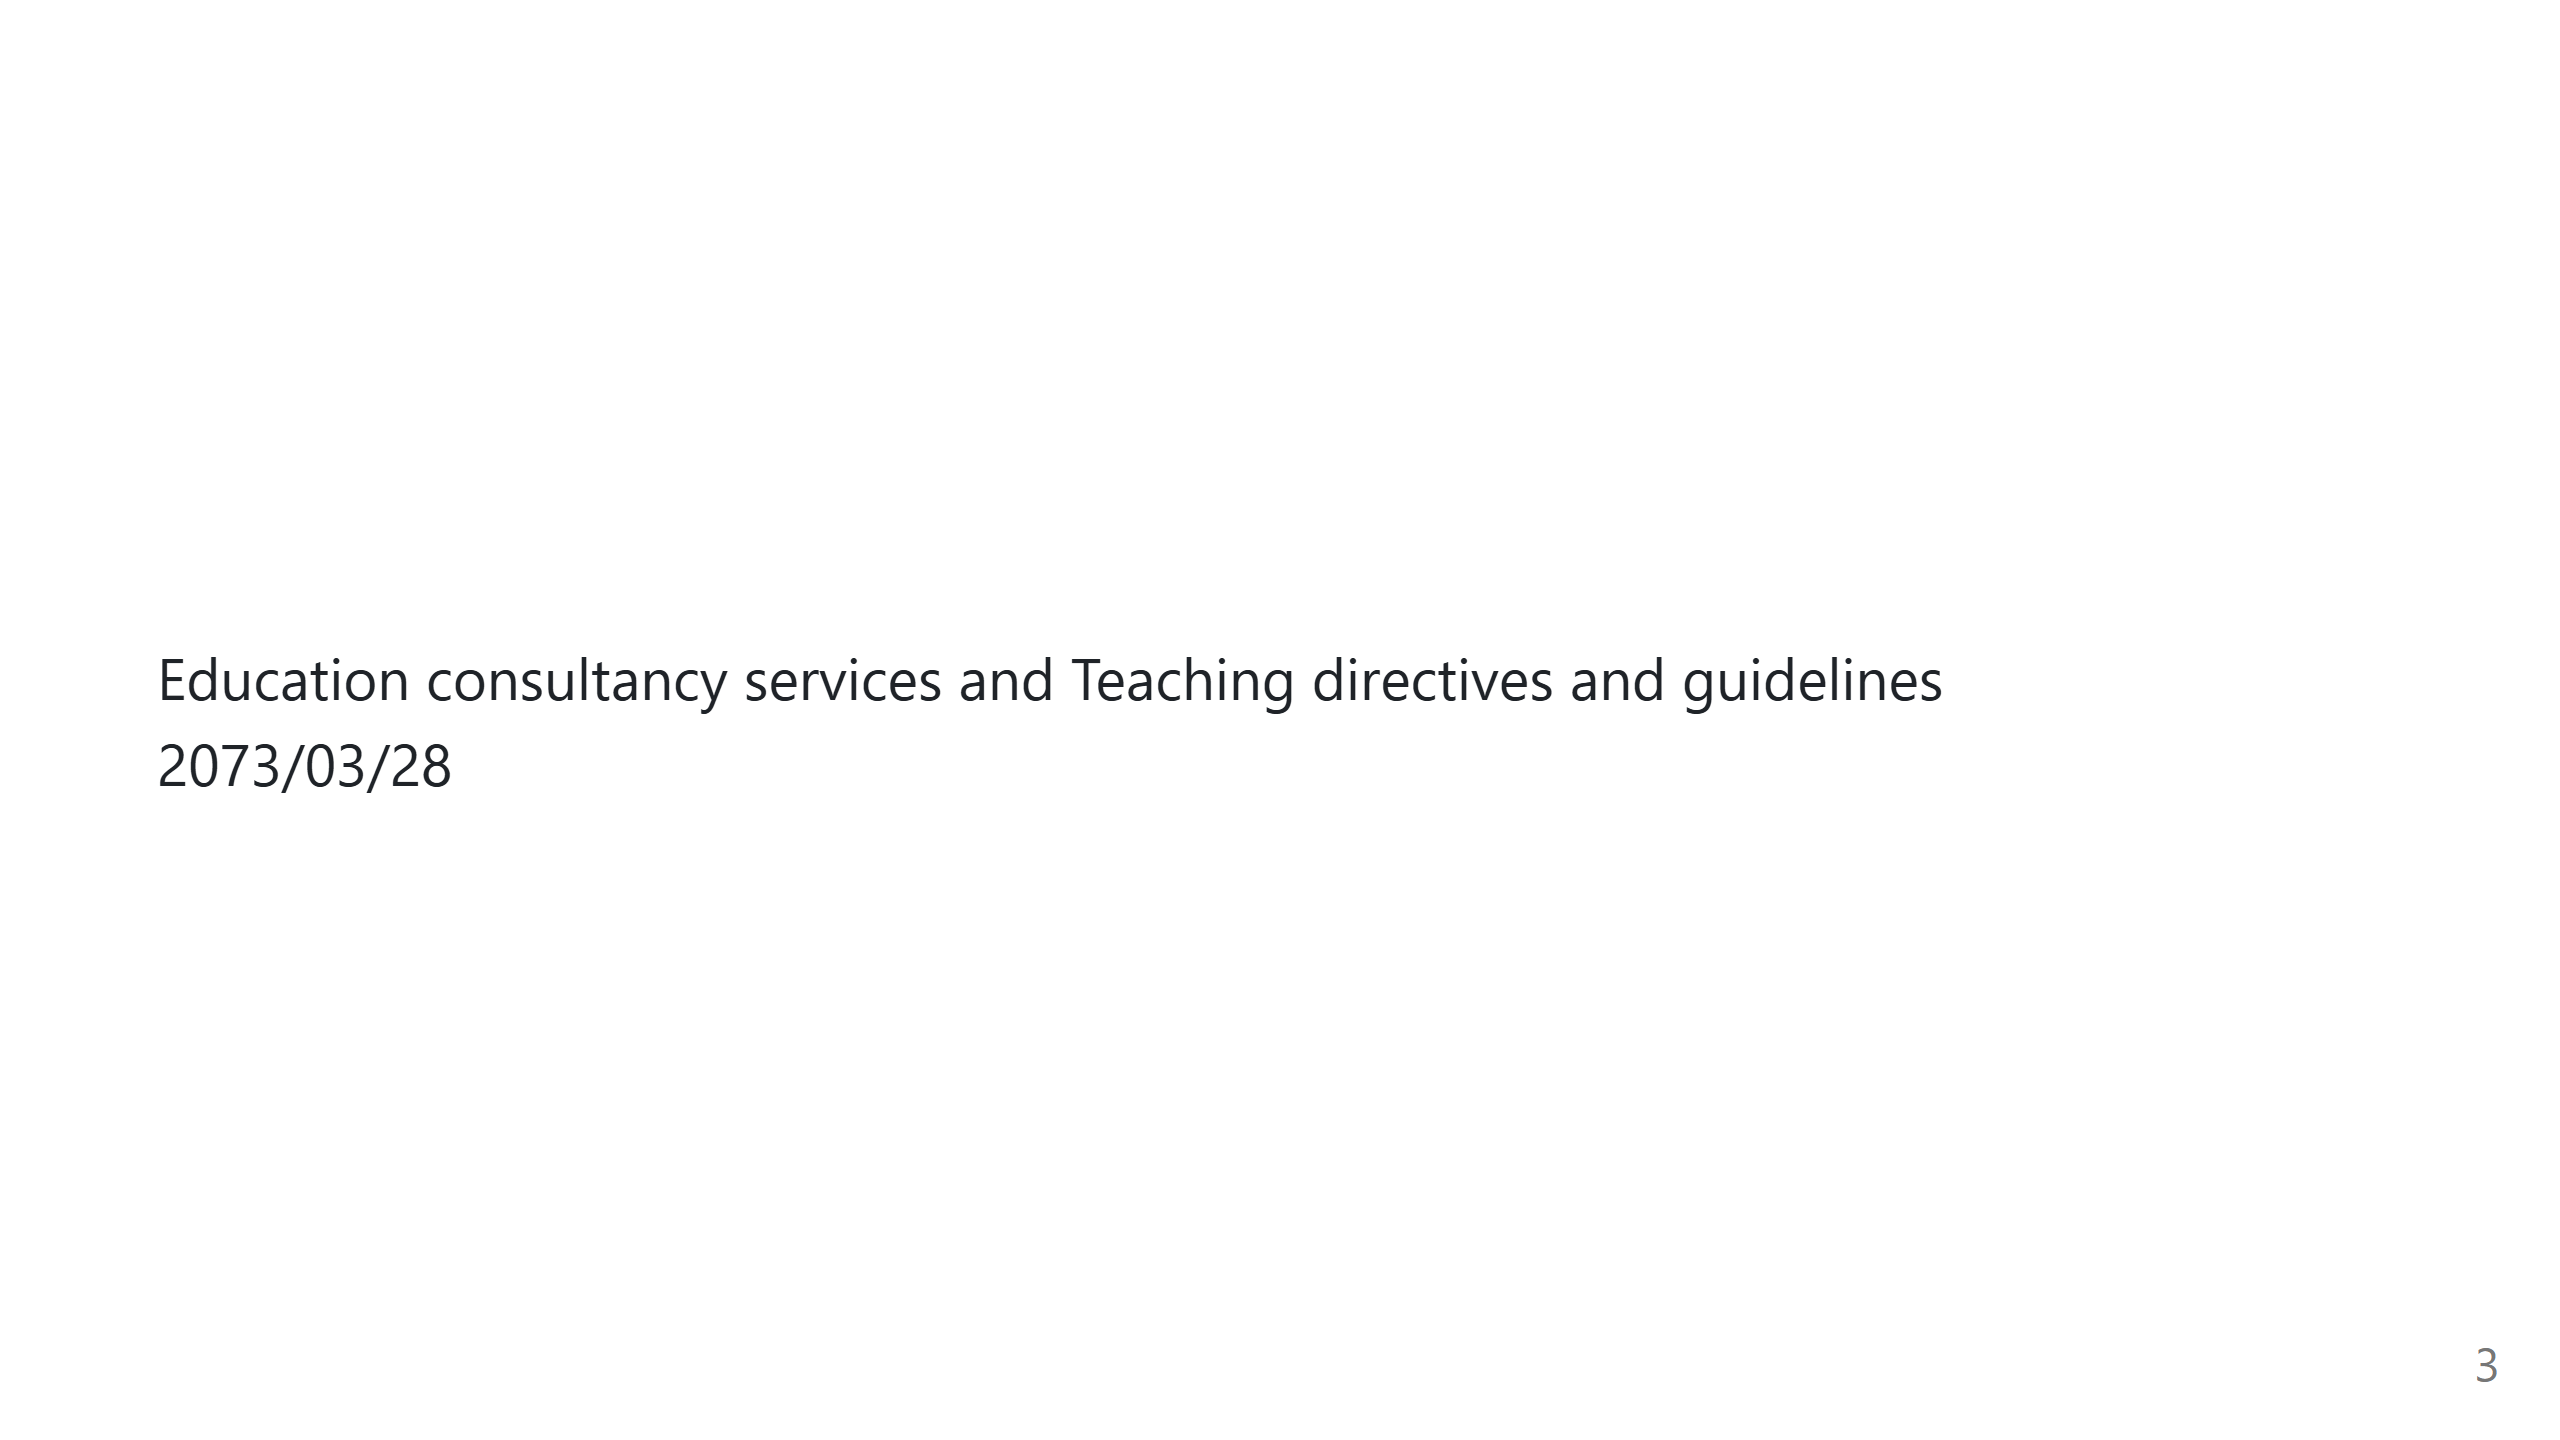 Education consultancy services and Teaching directives and guidelines
2073/03/28
3